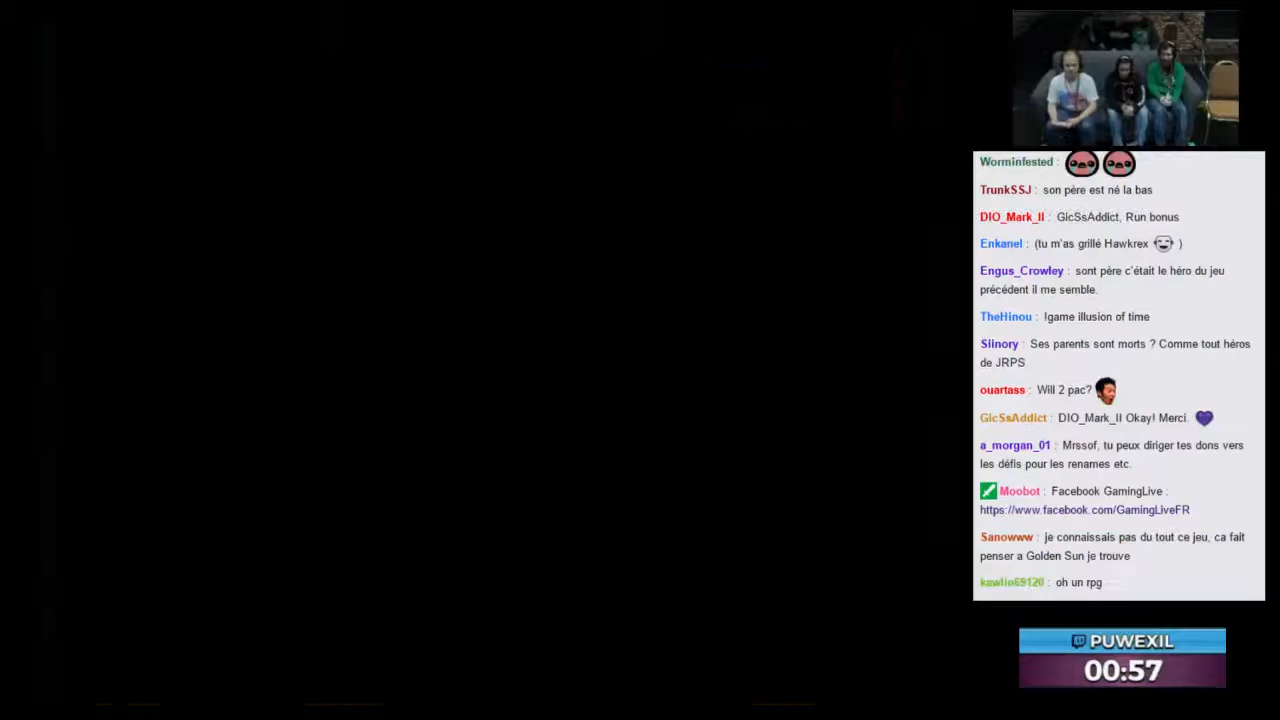 Worminfested :
TrunkSSJ : son père est né la bas
DIO_Mark_II : GicSsAddict, Run bonus
Enkanel : (tu m'as grillé Hawkrex )
Engus_Crowley : sont père c'était le héro du jeu
précédent il me semble.
TheHinou : !game illusion of time
Siinory : Ses parents sont morts ? Comme tout héros
de JRPS
ouartass : Will 2 pac?
GicSsAddict : DIO_Mark_II Okay! Merci.
a_morgan_01 : Mrssof, tu peux diriger tes dons vers
les défis pour les renames etc.
Moobot : Facebook GamingLive :
https://www.facebook.com/GamingLiveFR
Sanowww : je connaissais pas du tout ce jeu, ca fait
penser a Golden Sun je trouve
kawlin69120 : oh un rpg
PUWEXIL
00:57